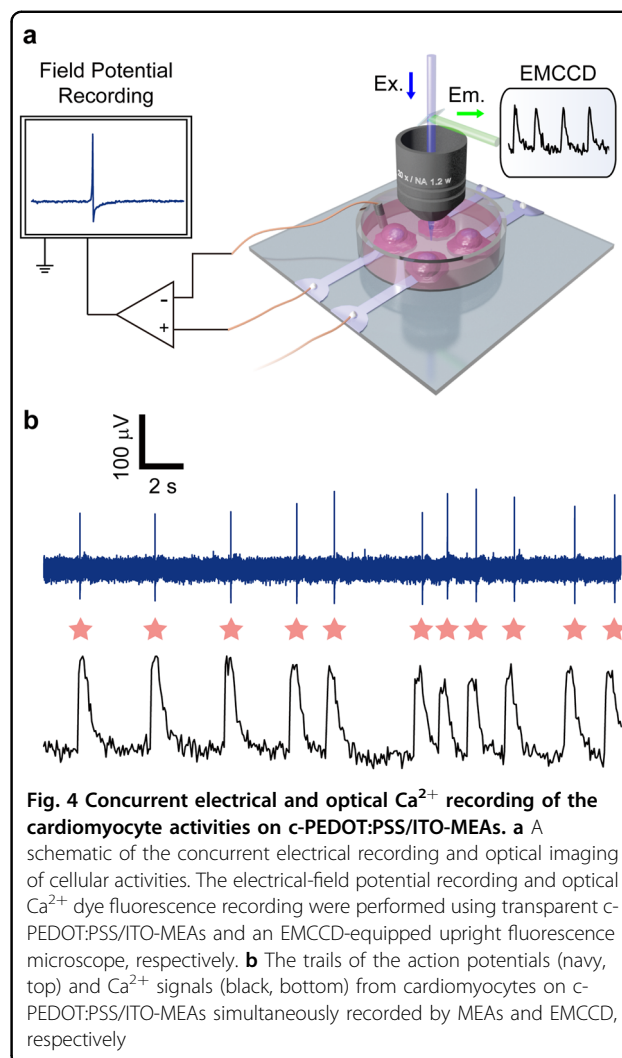 a
Field Potential
Recording
EMCCD
Ex.
Em.
20 x / NA 1.2 w
-
+
b
100 µV
2 s
Fig. 4 Concurrent electrical and optical Ca²⁺ recording of the
cardiomyocyte activities on c-PEDOT:PSS/ITO-MEAs. a A
schematic of the concurrent electrical recording and optical imaging
of cellular activities. The electrical-field potential recording and optical
Ca²⁺ dye fluorescence recording were performed using transparent c-
PEDOT:PSS/ITO-MEAs and an EMCCD-equipped upright fluorescence
microscope, respectively. b The trails of the action potentials (navy,
top) and Ca²⁺ signals (black, bottom) from cardiomyocytes on c-
PEDOT:PSS/ITO-MEAs simultaneously recorded by MEAs and EMCCD,
respectively